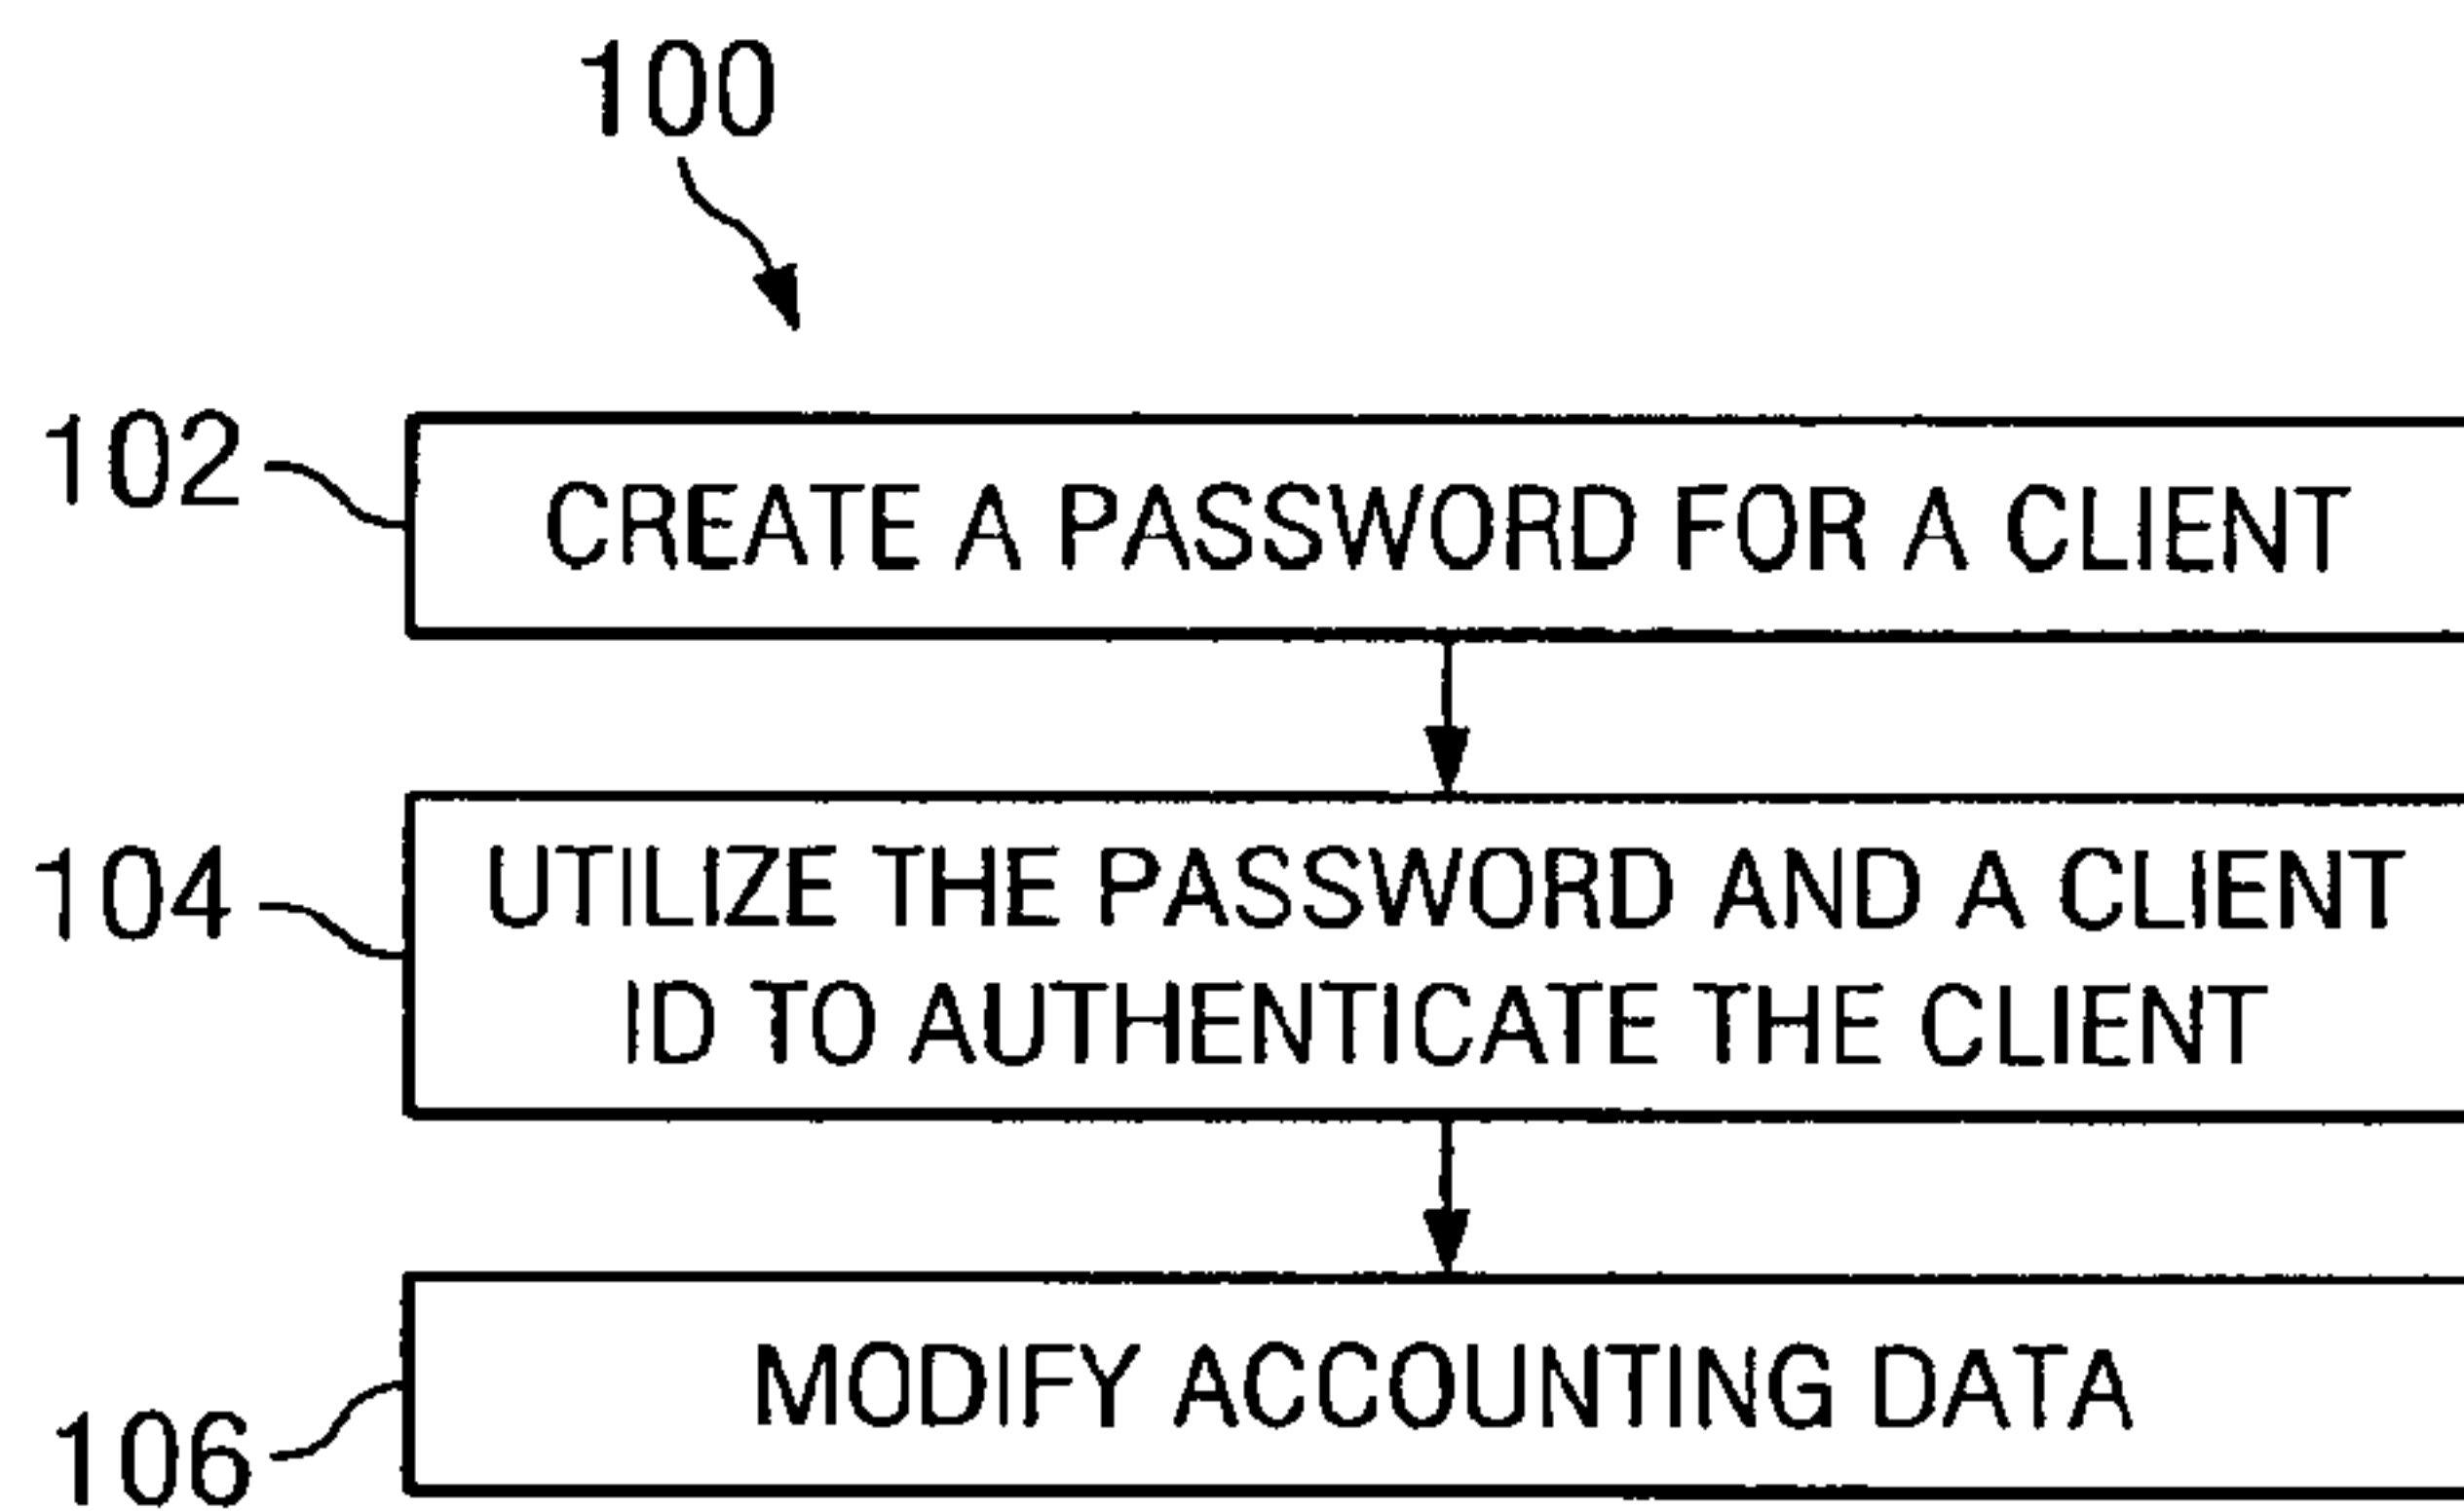 100
102
CREATE A PASSWORD FOR A CLIENT
104
UTILIZE THE PASSWORD AND A CLIENT
ID TO AUTHENTICATE THE CLIENT
MODIFY ACCOUNTING DATA
106